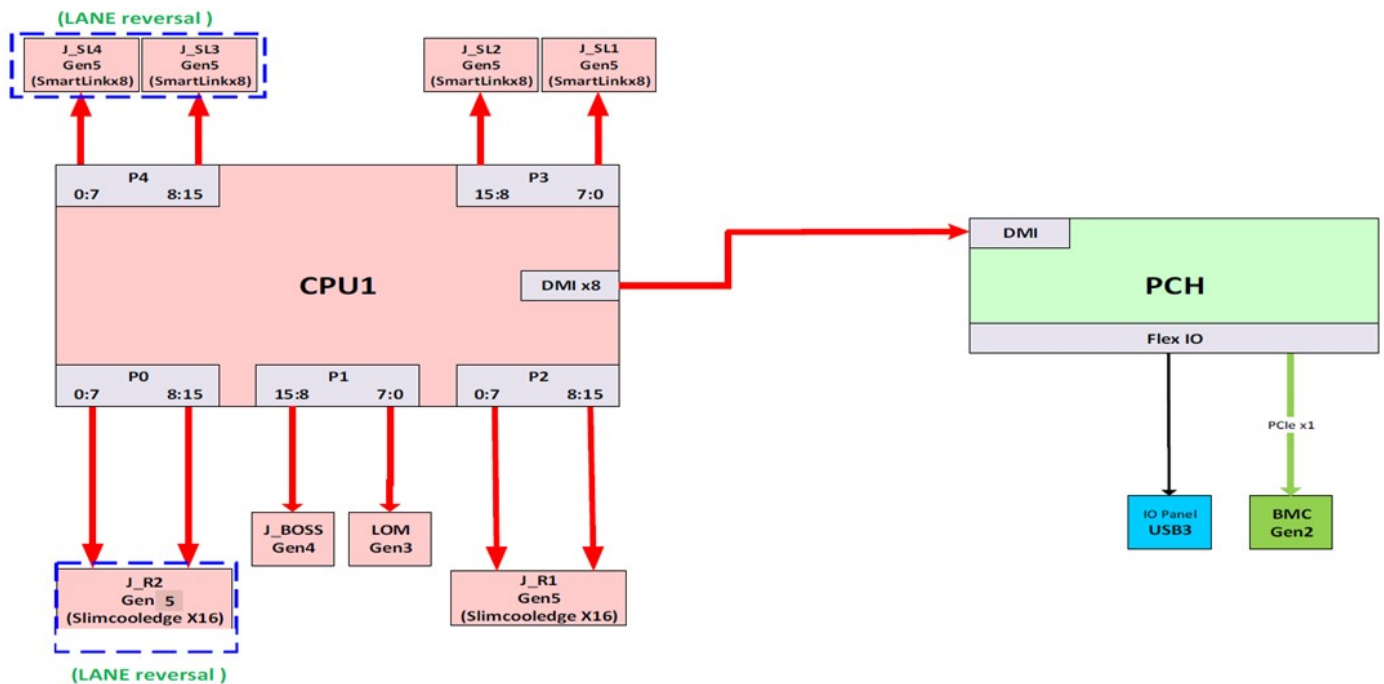 (LANE reversal )
J_SL4
Gen5
(SmartLinkx8)
J_SL3
Gen5
(SmartLinkx8)
J_SL2
Gen5
(SmartLinkx8)
J_SL1
Gen5
(SmartLinkx8)
P4
0:7 8:15
P3
15:8 7:0
CPU1
DMI x8
DMI
PCH
Flex IO
P0
0:7 8:15
P1
15:8 7:0
P2
0:7 8:15
PCIe x1
J_BOSS
Gen4
LOM
Gen3
IO Panel
USB3
BMC
Gen2
J_R2
Gen 5
(Slimcooledge X16)
J_R1
Gen5
(Slimcooledge X16)
(LANE reversal )